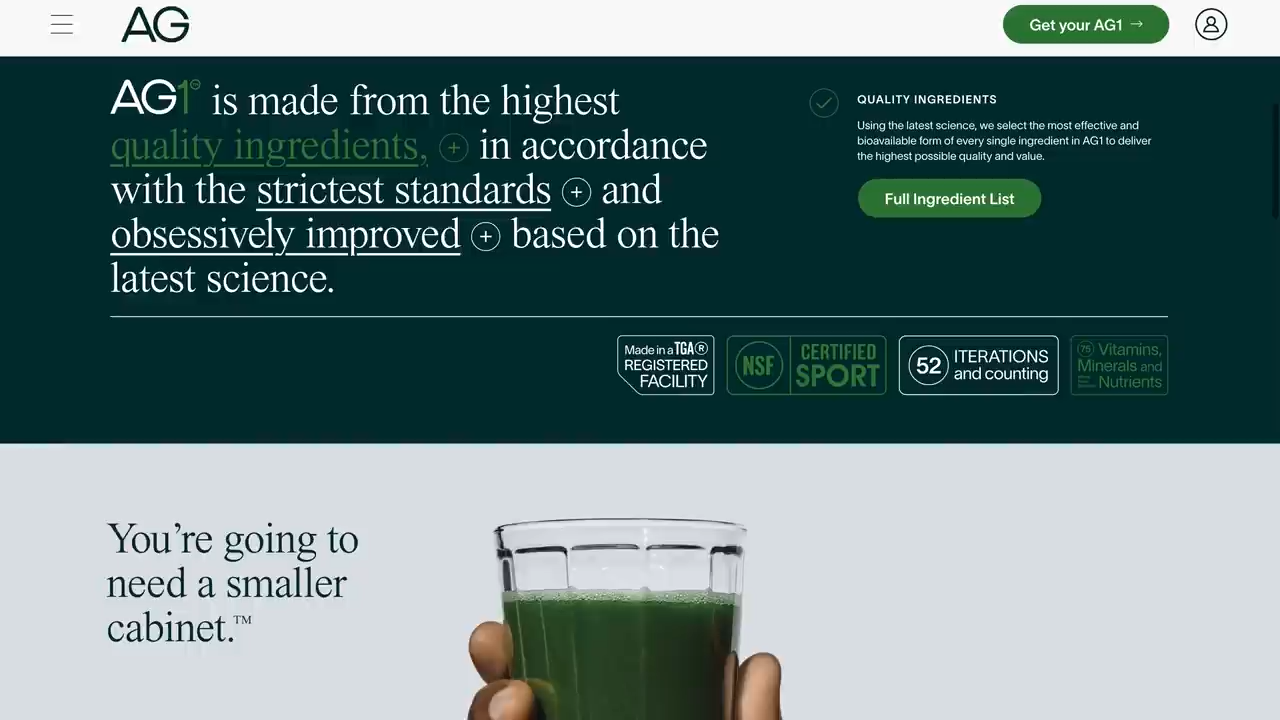 AG
Get your AG1 →
AG1 is made from the highest
quality ingredients, + in accordance
with the strictest standards + and
obsessively improved + based on the
latest science.
QUALITY INGREDIENTS
Using the latest science, we select the most effective and
bioavailable form of every single ingredient in AG1 to deliver
the highest possible quality and value.
Full Ingredient List
Made in a TGA®
REGISTERED
FACILITY
NSF
CERTIFIED
SPORT
52
ITERATIONS
and counting
75 Vitamins,
Minerals and
Nutrients
You're going to
need a smaller
cabinet.™